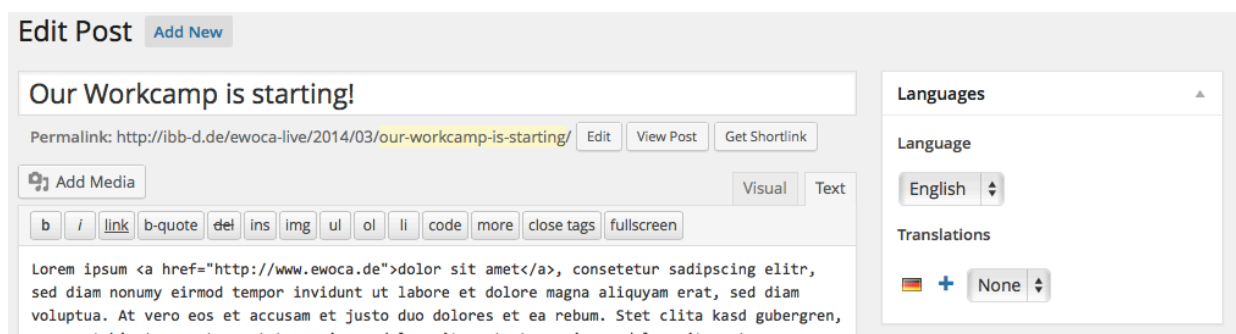 Edit Post Add New
Our Workcamp is starting!
Permalink: http://ibb-d.de/ewoca-live/2014/03/our-workcamp-is-starting/ Edit View Post Get Shortlink
Add Media
Visual Text
b i link b-quote del ins img ul ol li code more close tags fullscreen
Lorem ipsum <a href="http://www.ewoca.de">dolor sit amet</a>, consetetur sadipscing elitr,
sed diam nonumy eirmod tempor invidunt ut labore et dolore magna aliquyam erat, sed diam
voluptua. At vero eos et accusam et justo duo dolores et ea rebum. Stet clita kasd gubergren,
Languages
Language
English
Translations
None